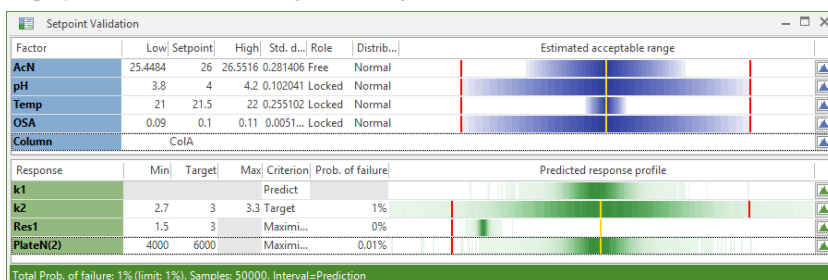 Setpoint Validation
Factor Low Setpoint High Std. d... Role Distrib... Estimated acceptable range
AcN 25.4484 26 26.5516 0.281406 Free Normal
pH 3.8 4 4.2 0.102041 Locked Normal
Temp 21 21.5 22 0.255102 Locked Normal
OSA 0.09 0.1 0.11 0.0051... Locked Normal
Column ColA
Response Min Target Max Criterion Prob. of failure Predicted response profile
k1 Predict
k2 2.7 3 3.3 Target 1%
Res1 1.5 3 Maximi... 0%
PlateN(2) 4000 6000 Maximi... 0.01%
Total Prob. of failure: 1% (limit: 1%), Samples: 50000, Interval=Prediction